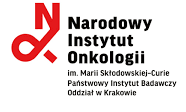 Narodowy
Instytut
Onkologii
im. Marii Skłodowskiej-Curie
Państwowy Instytut Badawczy
Oddział w Krakowie